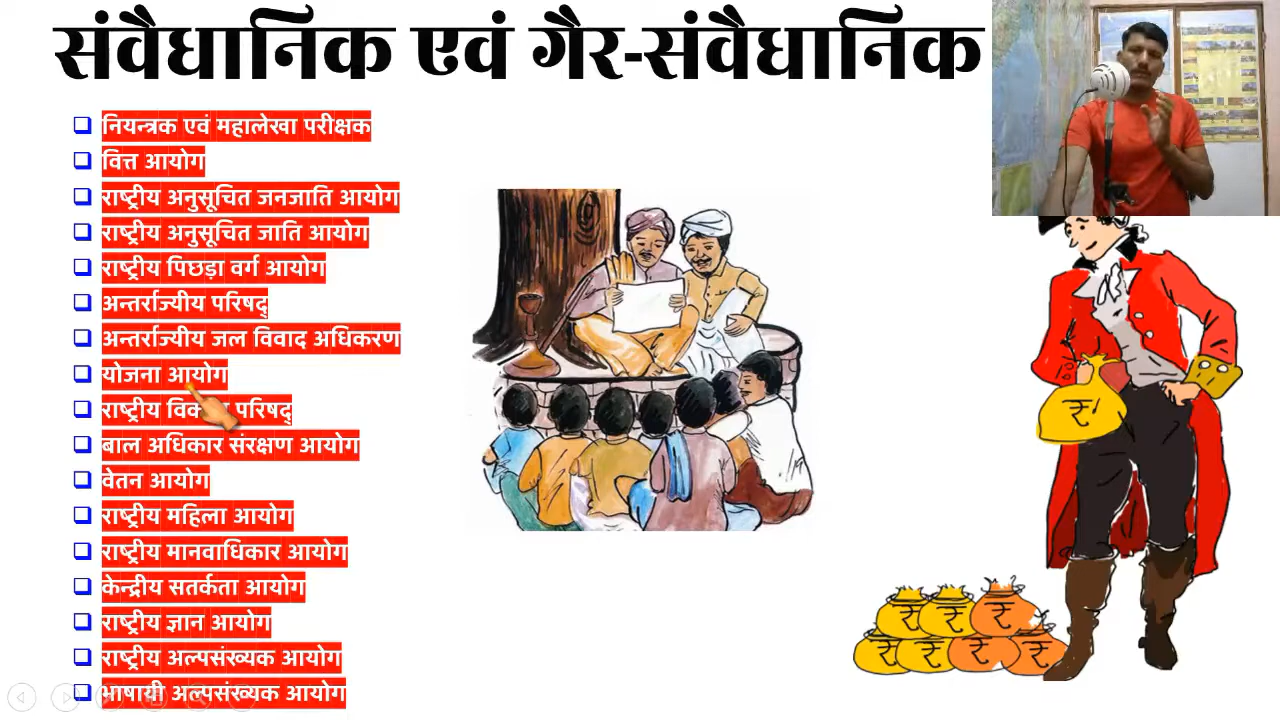 संवैधानिक एवं गैर-संवैधानिक
नियन्त्रक एवं महालेखा परीक्षक
वित्त आयोग
राष्ट्रीय अनुसूचित जनजाति आयोग
राष्ट्रीय अनुसूचित जाति आयोग
राष्ट्रीय पिछड़ा वर्ग आयोग
अन्तर्राज्यीय परिषद्
अन्तर्राज्यीय जल विवाद अधिकरण
योजना आयोग
राष्ट्रीय परिषद्
बाल अधिकार संरक्षण आयोग
वेतन आयोग
राष्ट्रीय महिला आयोग
राष्ट्रीय मानवाधिकार आयोग
केन्द्रीय सतर्कता आयोग
राष्ट्रीय ज्ञान आयोग
राष्ट्रीय अल्पसंख्यक आयोग
भाषायी अल्पसंख्यक आयोग
₹
₹ ₹ ₹
₹ ₹ ₹ ₹